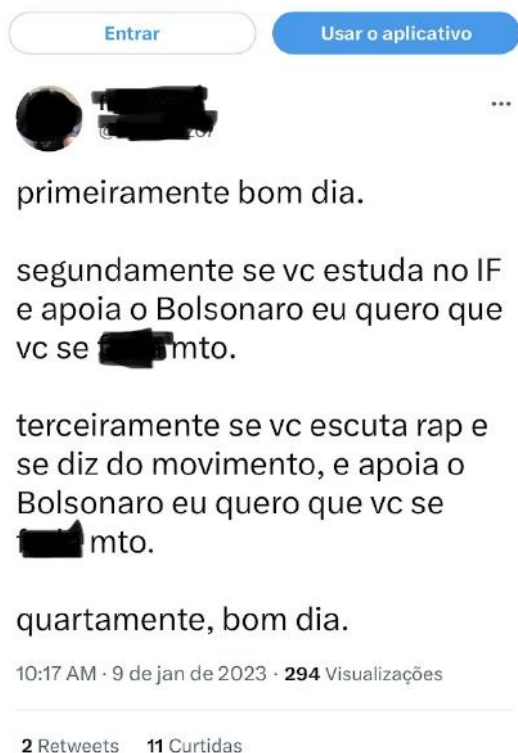 Entrar
Usar o aplicativo
primeiramente bom dia.
segundamente se vc estuda no IF
e apoia o Bolsonaro eu quero que
vc se mto.
terceiramente se vc escuta rap e
se diz do movimento, e apoia o
Bolsonaro eu quero que vc se
mto.
quartamente, bom dia.
10:17 AM · 9 de jan de 2023 · 294 Visualizações
2 Retweets 11 Curtidas